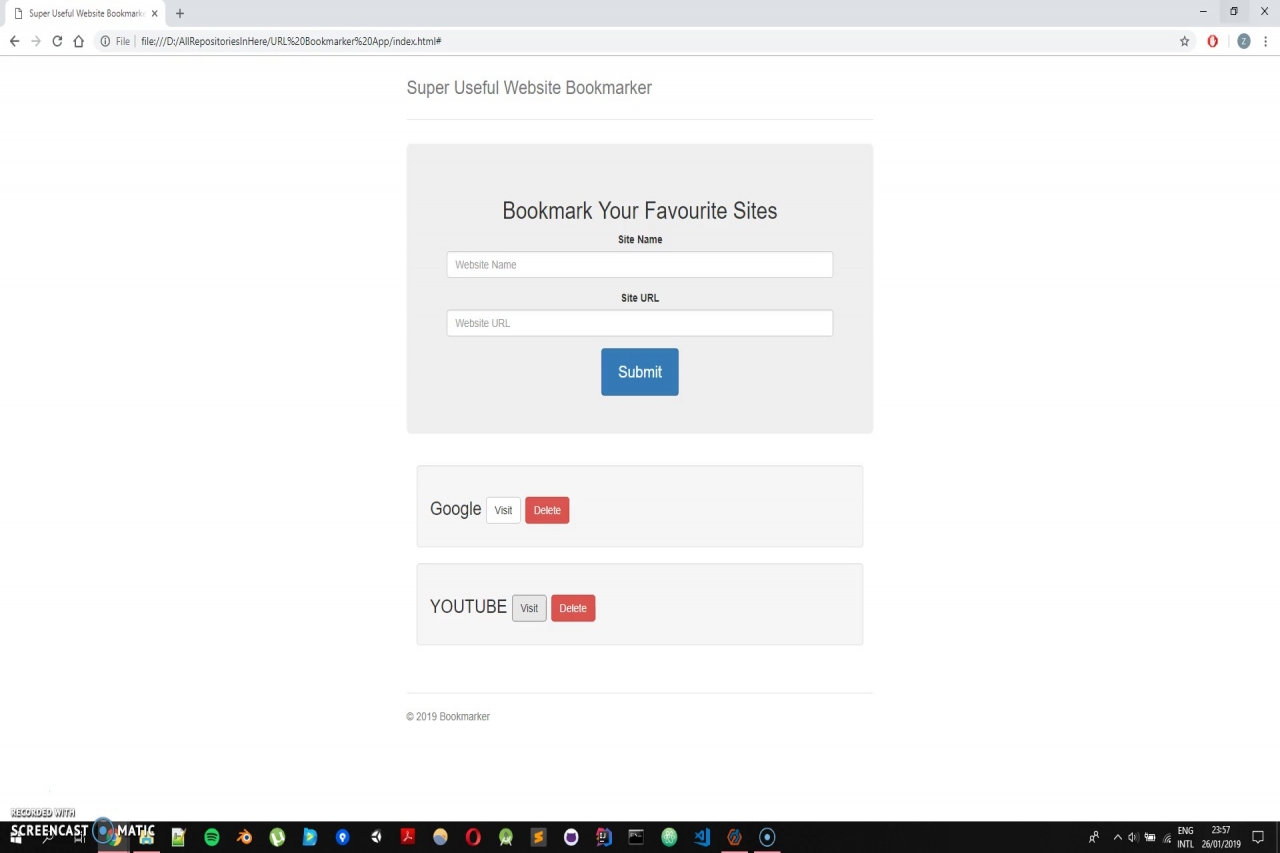 Super Useful Website Bookmark
File file:///D:/AllRepositoriesInHere/URL%20Bookmarker%20App/index.html#
Z
Super Useful Website Bookmarker
Bookmark Your Favourite Sites
Site Name
Website Name
Site URL
Website URL
Submit
Google Visit Delete
YOUTUBE Visit Delete
© 2019 Bookmarker
RECORDED WITH
SCREENCAST MATIC
ENG 23:57
INTL 26/01/2019